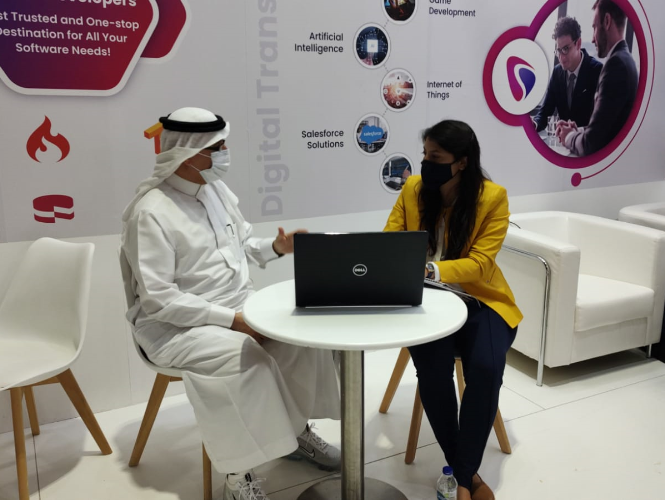 st Trusted and One-stop
Destination for All Your
Software Needs!
Digital Trans
Game
Development
Artificial
Intelligence
Internet of
Things
Salesforce
Solutions
salesforce
DELL